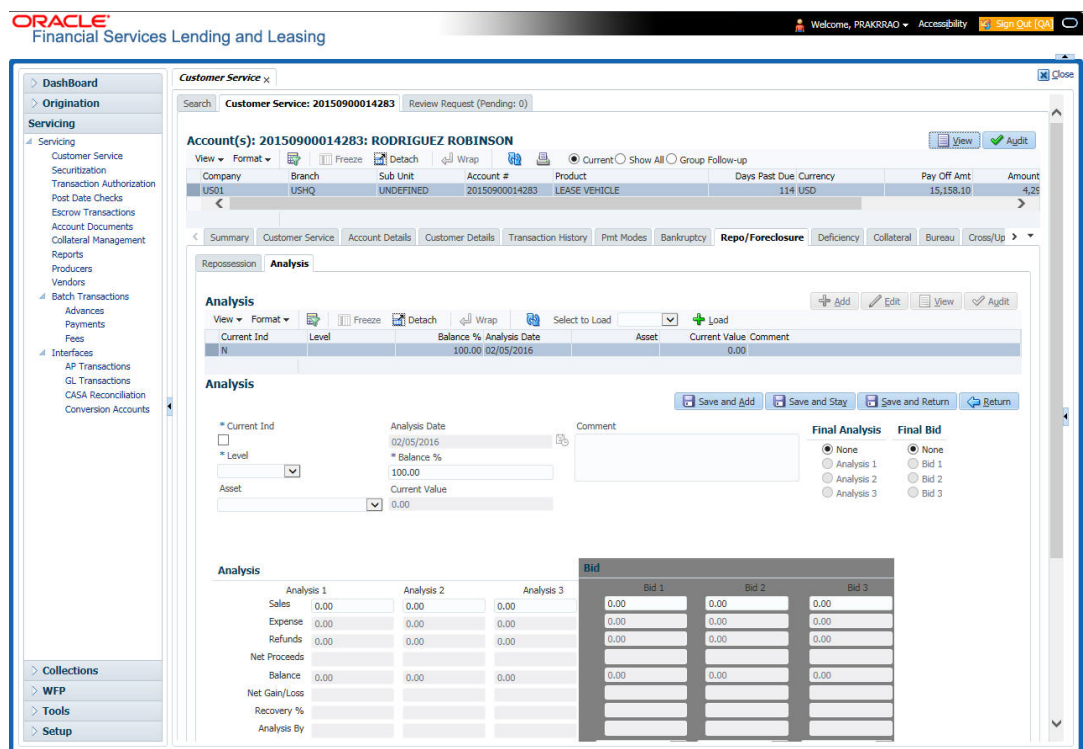 ORACLE
Financial Services Lending and Leasing
Welcome, PRAKRRAO Accessibility Sign Out [QA]
Close
DashBoard
Origination
Servicing
Servicing
Customer Service
Securitization
Transaction Authorization
Post Date Checks
Escrow Transactions
Account Documents
Collateral Management
Reports
Producers
Vendors
Batch Transactions
Advances
Payments
Fees
Interfaces
AP Transactions
GL Transactions
CASA Reconciliation
Conversion Accounts
Collections
WFP
Tools
Setup
Customer Service x
Search Customer Service: 20150900014283 Review Request (Pending: 0)
Account(s): 20150900014283: RODRIGUEZ ROBINSON
View Audit
View Format Freeze Detach Wrap Current Show All Group Follow-up
Company Branch Sub Unit Account # Product Days Past Due Currency Pay Off Amt Amount
US01 USHQ UNDEFINED 20150900014283 LEASE VEHICLE 114 USD 15,158.10 4,29
Summary Customer Service Account Details Customer Details Transaction History Pmt Modes Bankruptcy Repo/Foreclosure Deficiency Collateral Bureau Cross/Up
Repossession Analysis
Analysis
Add Edit View Audit
View Format Freeze Detach Wrap Select to Load Load
Current Ind Level Balance % Analysis Date Asset Current Value Comment
N 100.00 02/05/2016 0.00
Analysis
Save and Add Save and Stay Save and Return Return
* Current Ind
* Level
Asset
Analysis Date
02/05/2016
* Balance %
100.00
Current Value
0.00
Comment
Final Analysis
None
Analysis 1
Analysis 2
Analysis 3
Final Bid
None
Bid 1
Bid 2
Bid 3
Analysis
Analysis 1 Analysis 2 Analysis 3
Sales 0.00 0.00 0.00
Expense 0.00 0.00 0.00
Refunds 0.00 0.00 0.00
Net Proceeds
Balance 0.00 0.00 0.00
Net Gain/Loss
Recovery %
Analysis By
Bid
Bid 1 Bid 2 Bid 3
0.00 0.00 0.00
0.00 0.00 0.00
0.00 0.00 0.00
0.00 0.00 0.00